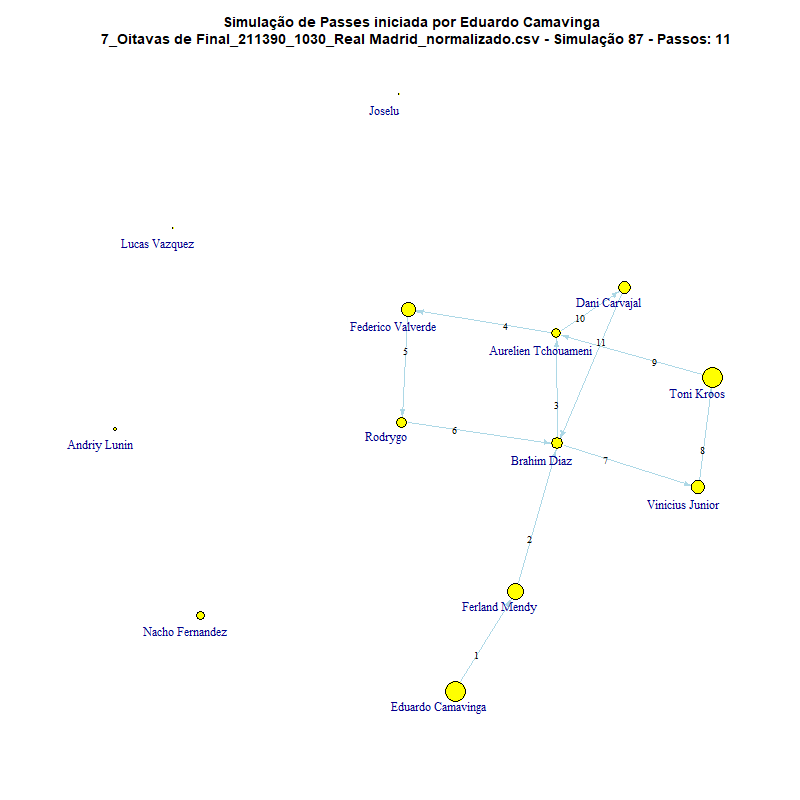 Simulação de Passes iniciada por Eduardo Camavinga
7_Oitavas de Final_211390_1030_Real Madrid_normalizado.csv - Simulação 87 - Passos: 11
Joselu
Lucas Vazquez
Dani Carvajal
10
Federico Valverde
4
Aurelien Tchouameni
11
5
9
Toni Kroos
3
Rodrygo
6
Andriy Lunin
8
Brahim Diaz
7
Vinicius Junior
2
Ferland Mendy
Nacho Fernandez
1
Eduardo Camavinga